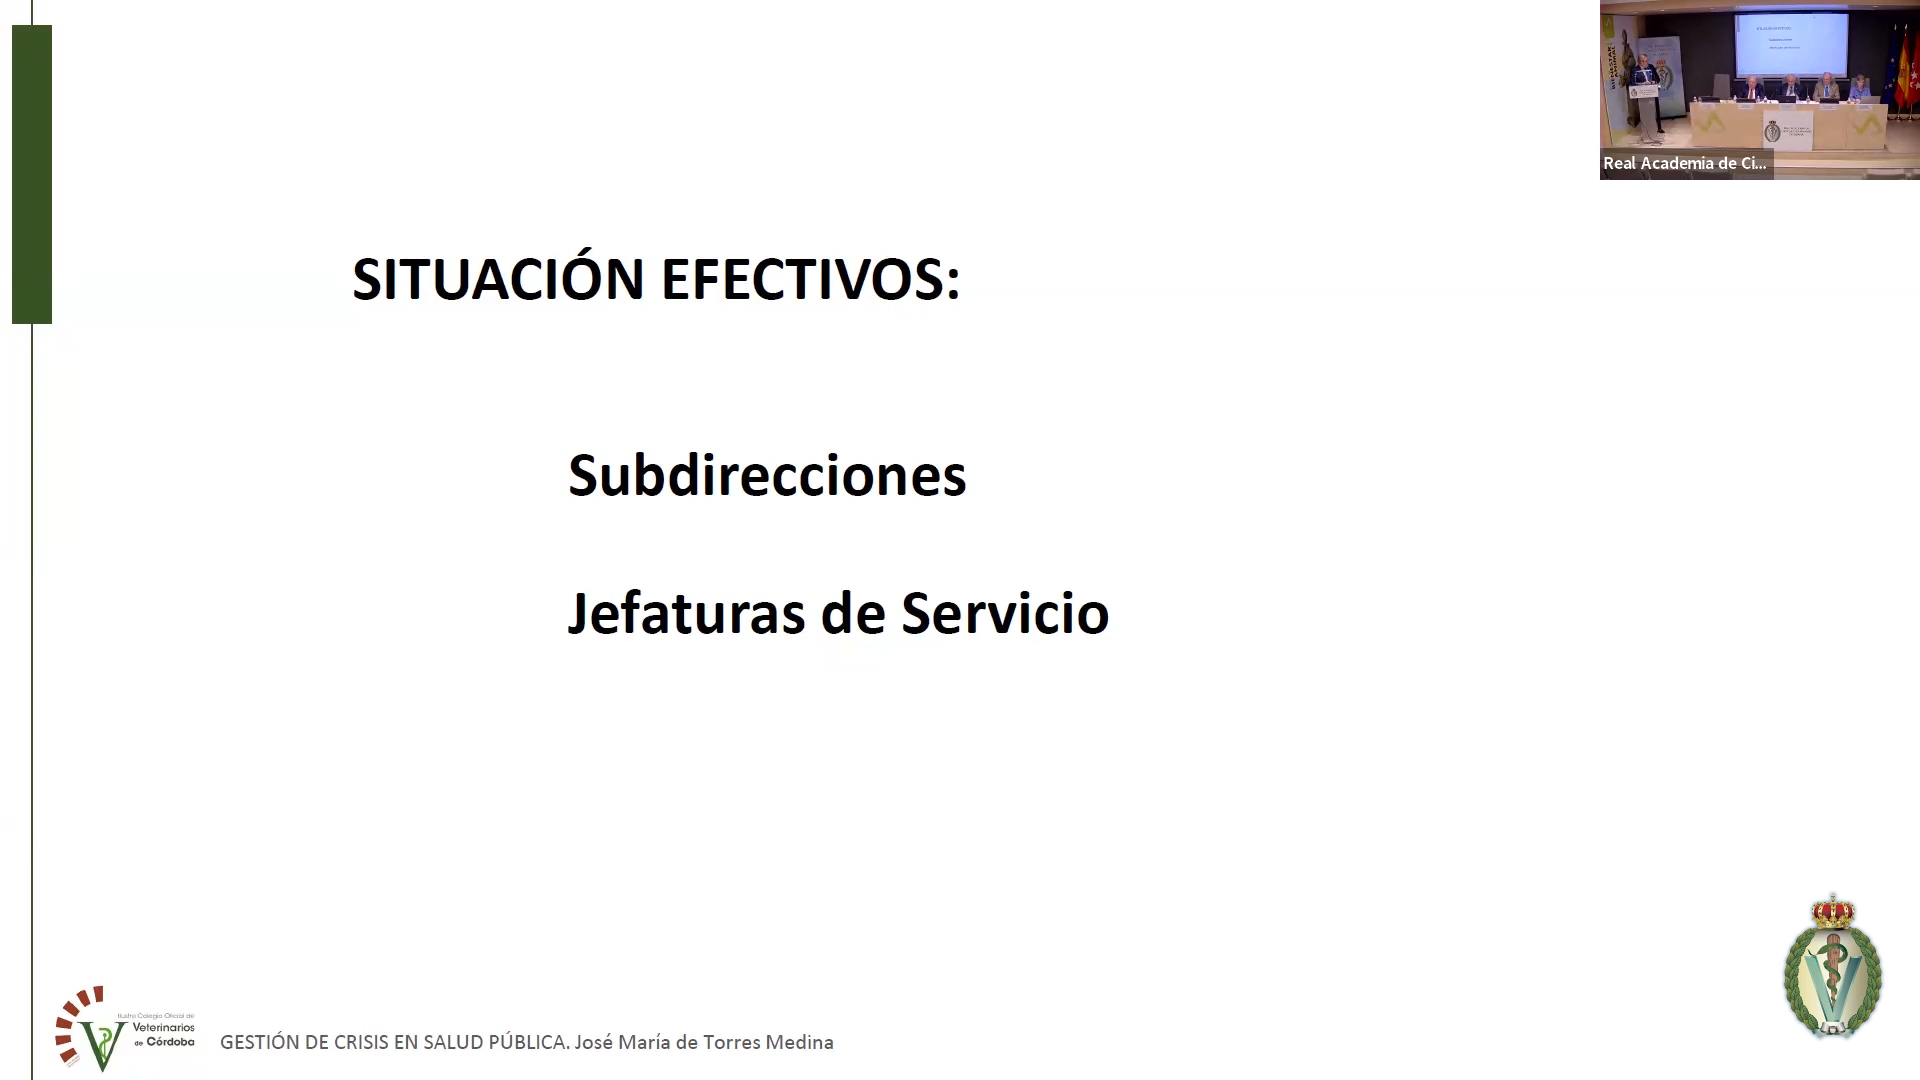 Real Academia de Ci...
SITUACIÓN EFECTIVOS:
Subdirecciones
Jefaturas de Servicio
Ilustre Colegio Oficial de
Veterinarios
de Córdoba
GESTIÓN DE CRISIS EN SALUD PÚBLICA. José María de Torres Medina